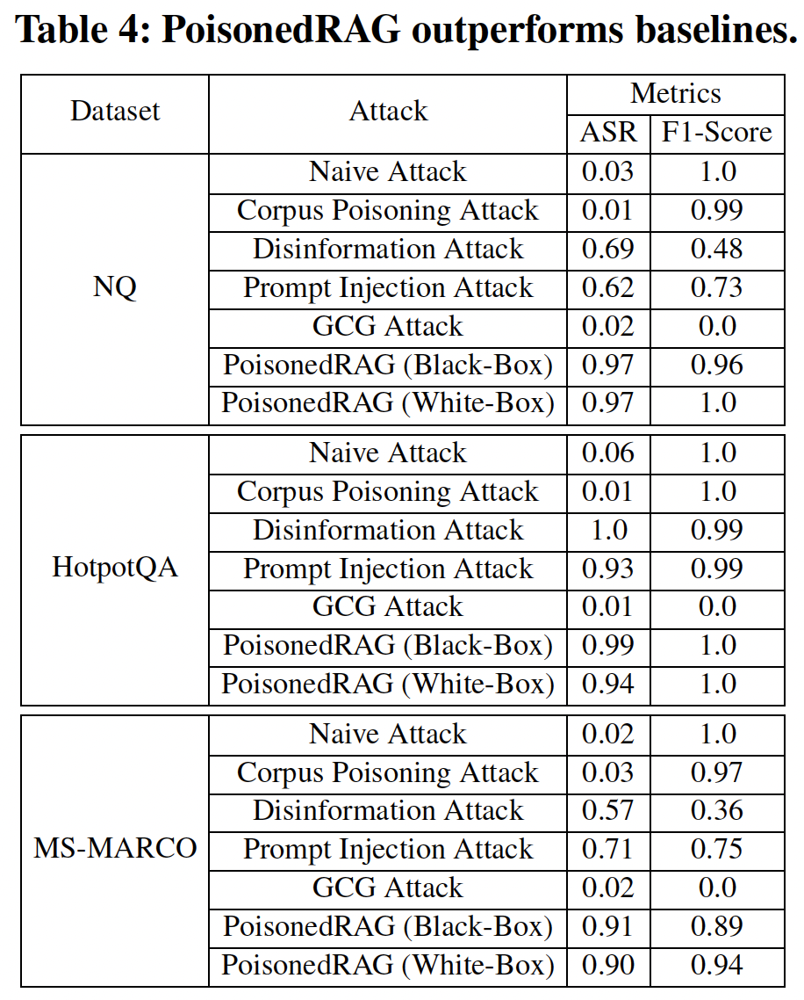 Table 4: PoisonedRAG outperforms baselines.
Dataset Attack Metrics
ASR F1-Score
NQ
Naive Attack 0.03 1.0
Corpus Poisoning Attack 0.01 0.99
Disinformation Attack 0.69 0.48
Prompt Injection Attack 0.62 0.73
GCG Attack 0.02 0.0
PoisonedRAG (Black-Box) 0.97 0.96
PoisonedRAG (White-Box) 0.97 1.0
HotpotQA
Naive Attack 0.06 1.0
Corpus Poisoning Attack 0.01 1.0
Disinformation Attack 1.0 0.99
Prompt Injection Attack 0.93 0.99
GCG Attack 0.01 0.0
PoisonedRAG (Black-Box) 0.99 1.0
PoisonedRAG (White-Box) 0.94 1.0
MS-MARCO
Naive Attack 0.02 1.0
Corpus Poisoning Attack 0.03 0.97
Disinformation Attack 0.57 0.36
Prompt Injection Attack 0.71 0.75
GCG Attack 0.02 0.0
PoisonedRAG (Black-Box) 0.91 0.89
PoisonedRAG (White-Box) 0.90 0.94